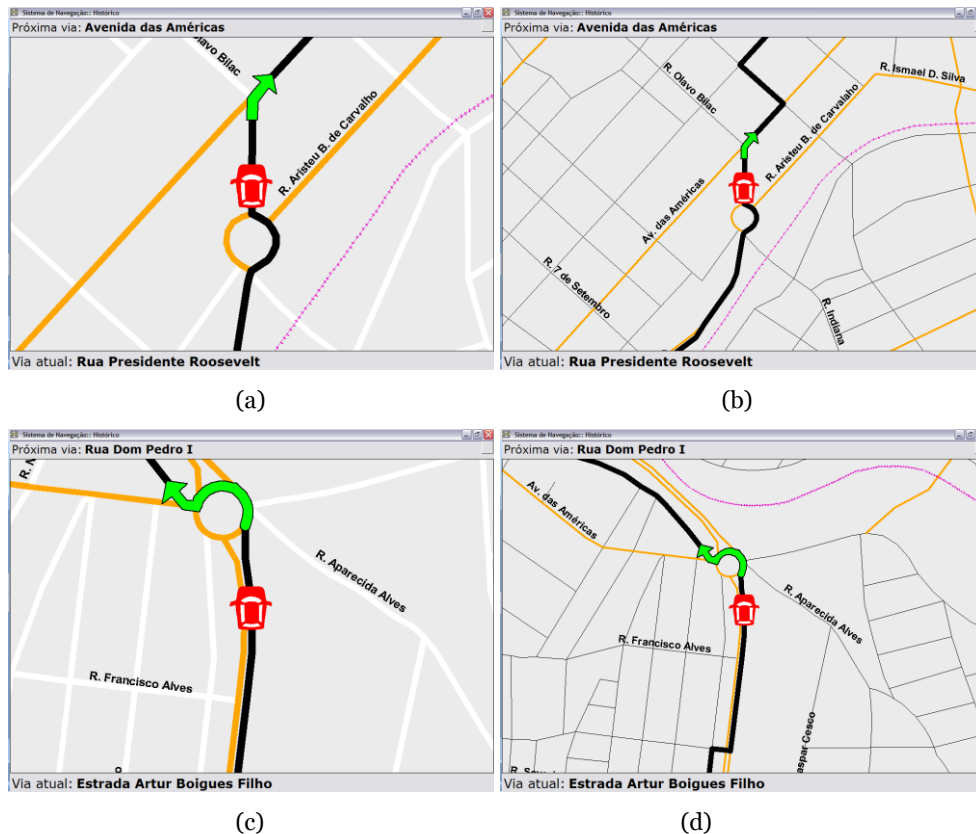 Sistema de Navegação:: Histórico
Próxima via: Avenida das Américas
Olavo Bilac
R. Aristeu B. de Carvalho
Via atual: Rua Presidente Roosevelt
(a)
Sistema de Navegação:: Histórico
Próxima via: Avenida das Américas
R. Ismael D. Silva
R. Olavo Bilac
R. Aristeu B. de Carvalaho
Av. das Américas
R. 7 de Setembro
R. Indiana
Via atual: Rua Presidente Roosevelt
(b)
Sistema de Navegação:: Histórico
Próxima via: Rua Dom Pedro I
R. Aparecida Alves
R. Francisco Alves
Via atual: Estrada Artur Boigues Filho
(c)
Sistema de Navegação:: Histórico
Próxima via: Rua Dom Pedro I
Av. das Américas
R. Aparecida Alves
R. Francisco Alves
aspar Cesco
Via atual: Estrada Artur Boigues Filho
(d)